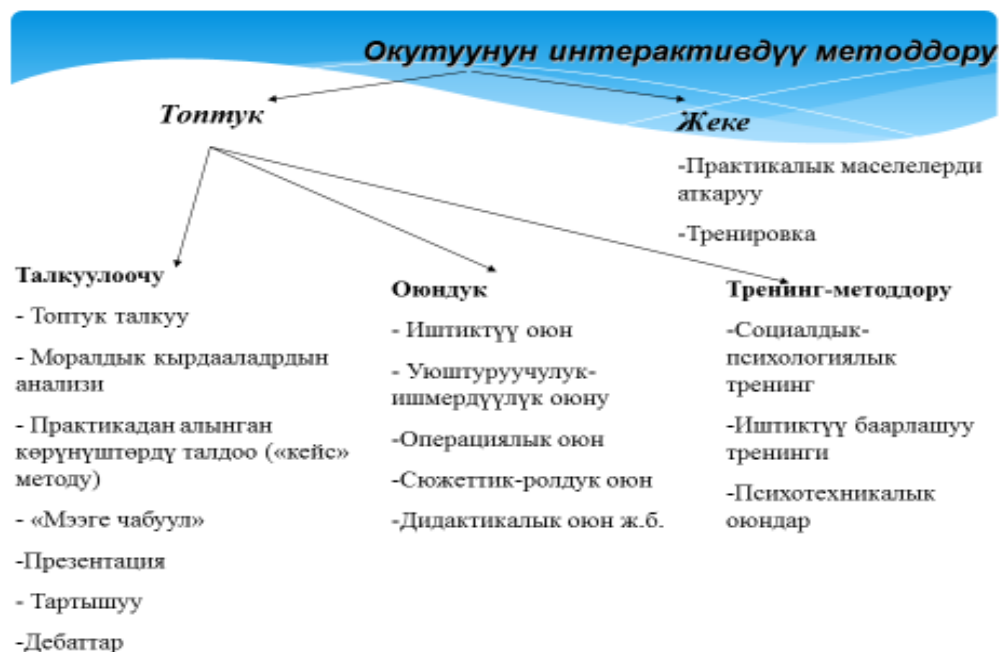 Окутуунун интерактивдүү методдору
Топтук
Жеке
-Практикалык маселелерди
аткаруу
-Тренировка
Талкуулоочу
- Топтук талкуу
- Моралдык кырдааладрдын
анализи
- Практикадан алынган
көрүнүштөрдү талдоо («кейс»
методу)
- «Мээге чабуул»
-Презентация
- Тартышуу
-Дебаттар
Оюндук
- Иштиктүү оюн
- Уюштуруучулук-
ишмердүүлүк оюну
-Операциялык оюн
-Сюжеттик-ролдук оюн
-Дидактикалык оюн ж.б.
Тренинг-методдору
-Социалдык-
психологиялык
тренинг
-Иштиктүү баарлашуу
тренинги
-Психотехникалык
оюндар